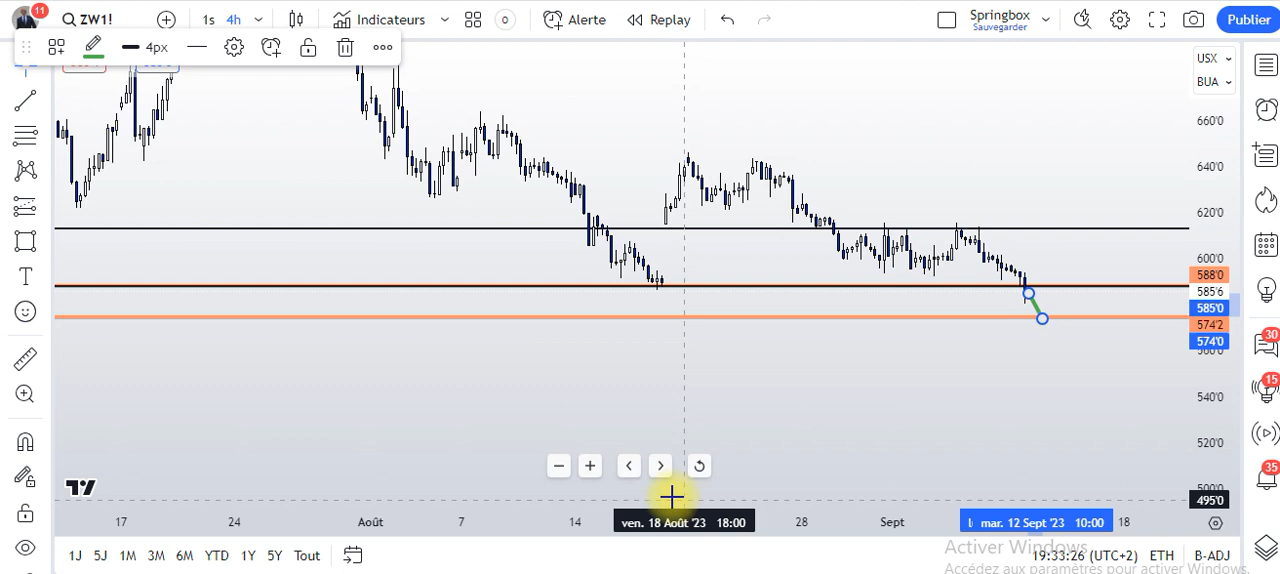 11
ZW1!
1s
4h
Indicateurs
0
Alerte
Replay
Springbox
Sauvegarder
Publier
4px
USX
BUA
660'0
640'0
620'0
600'0
588'0
585'6
585'0
574'2
574'0
560'0
540'0
520'0
500'0
495'0
17
24
Août
7
14
ven. 18 Août '23 18:00
28
Sept
mar. 12 Sept '23 10:00
18
1J
5J
1M
3M
6M
YTD
1Y
5Y
Tout
19:33:26 (UTC+2)
ETH
B-ADJ
Activer Windows
Accédez aux paramètres pour activer Windows.
30
15
35